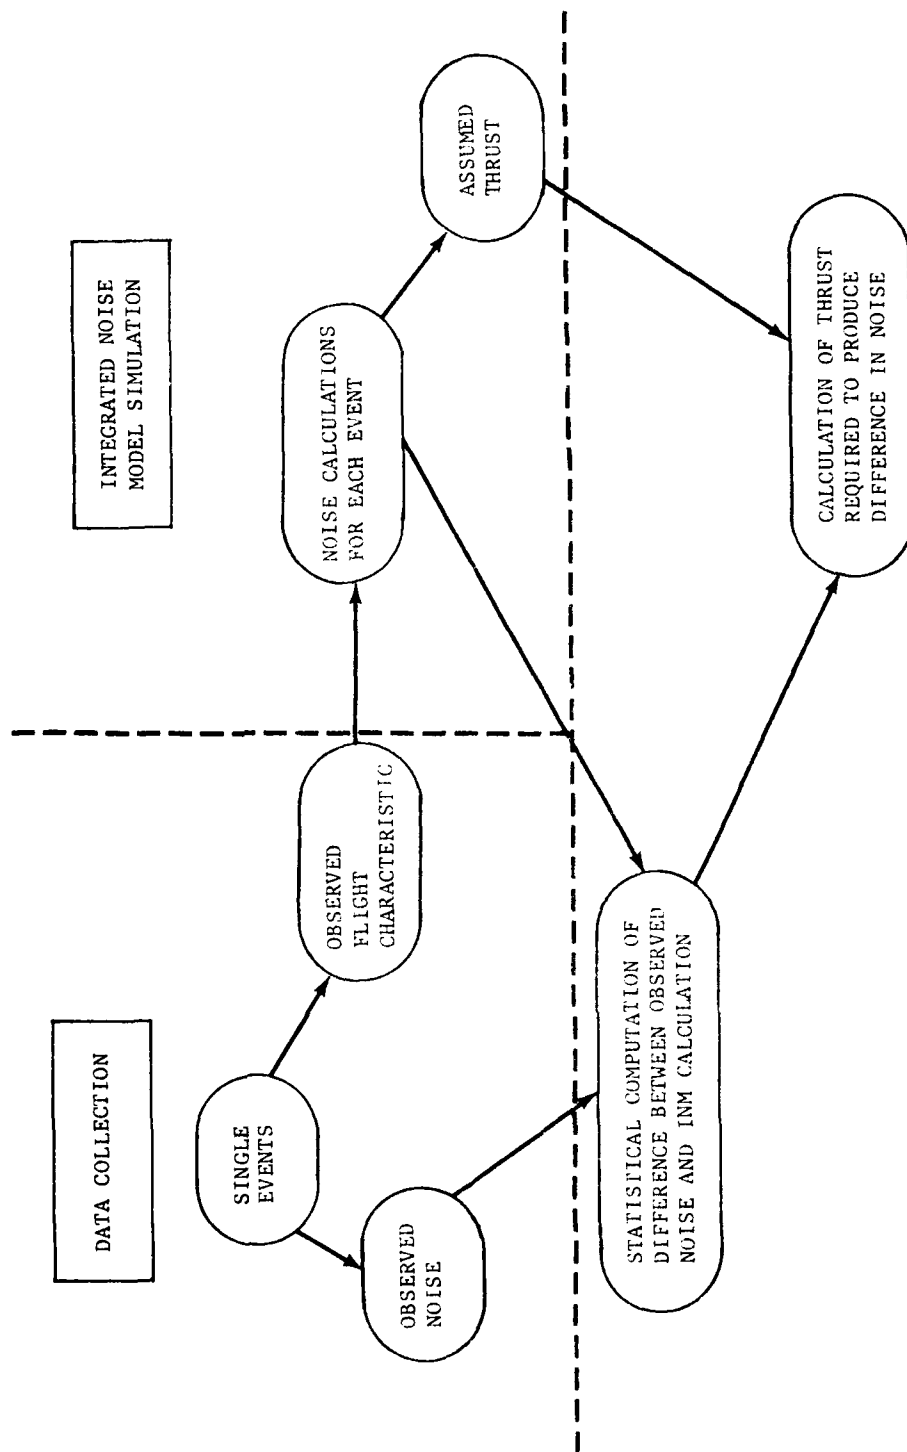 DATA COLLECTION
INTEGRATED NOISE
MODEL SIMULATION
SINGLE
EVENTS
OBSERVED
NOISE
OBSERVED
FLIGHT
CHARACTERISTIC
NOISE CALCULATIONS
FOR EACH EVENT
ASSUMED
THRUST
STATISTICAL COMPUTATION OF
DIFFERENCE BETWEEN OBSERVED
NOISE AND INM CALCULATION
CALCULATION OF THRUST
REQUIRED TO PRODUCE
DIFFERENCE IN NOISE